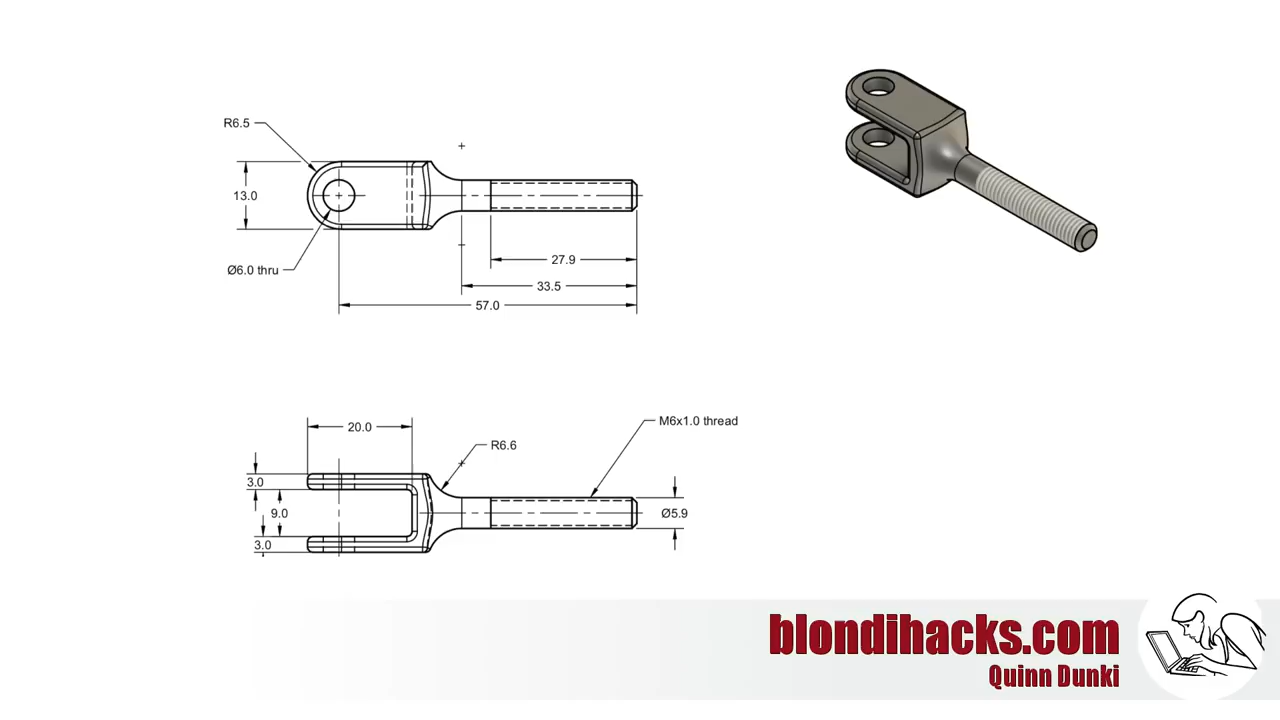 R6.5
13.0
Ø6.0 thru
27.9
33.5
57.0
20.0
M6x1.0 thread
R6.6
3.0
9.0
Ø5.9
3.0
blondihacks.com
Quinn Dunki